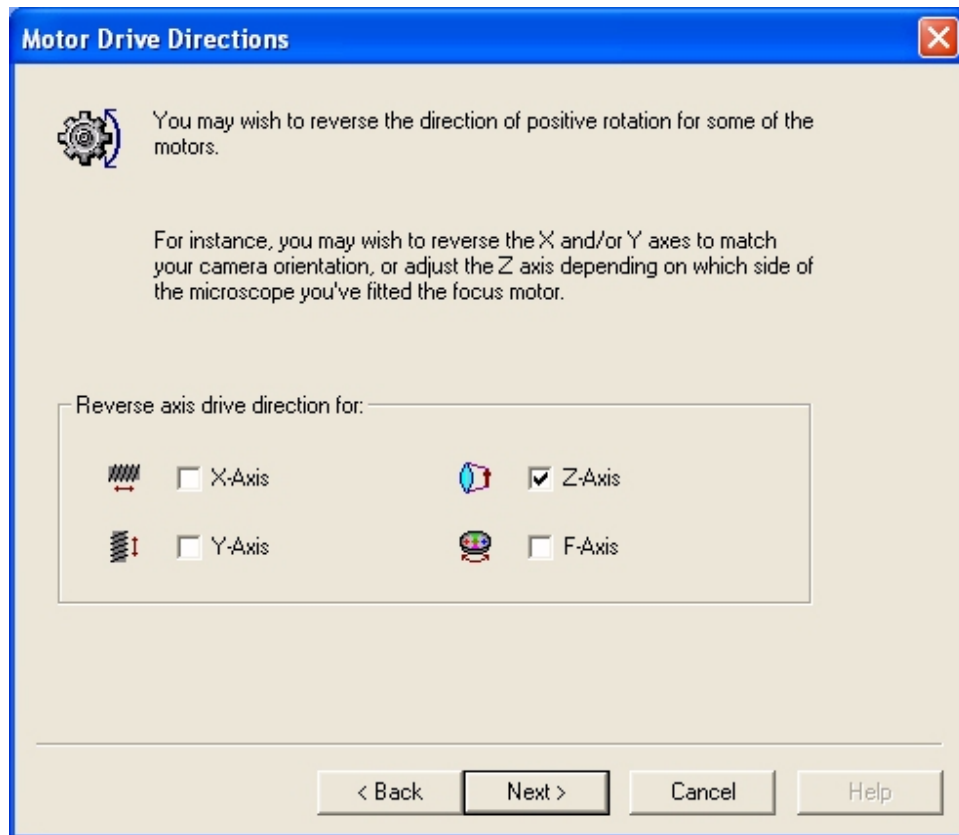 Motor Drive Directions
You may wish to reverse the direction of positive rotation for some of the
motors.
For instance, you may wish to reverse the X and/or Y axes to match
your camera orientation, or adjust the Z axis depending on which side of
the microscope you've fitted the focus motor.
Reverse axis drive direction for:
X-Axis
Z-Axis
Y-Axis
F-Axis
< Back
Next >
Cancel
Help